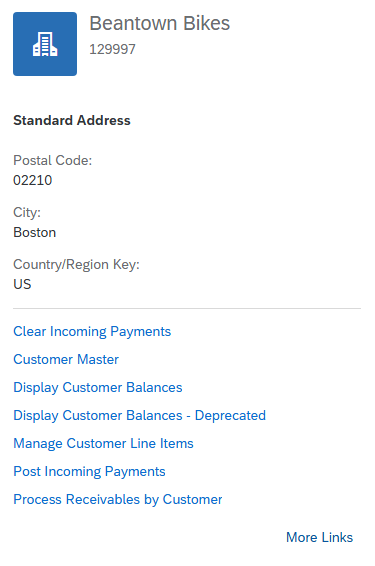 Beantown Bikes
129997
Standard Address
Postal Code:
02210
City:
Boston
Country/Region Key:
US
Clear Incoming Payments
Customer Master
Display Customer Balances
Display Customer Balances - Deprecated
Manage Customer Line Items
Post Incoming Payments
Process Receivables by Customer
More Links